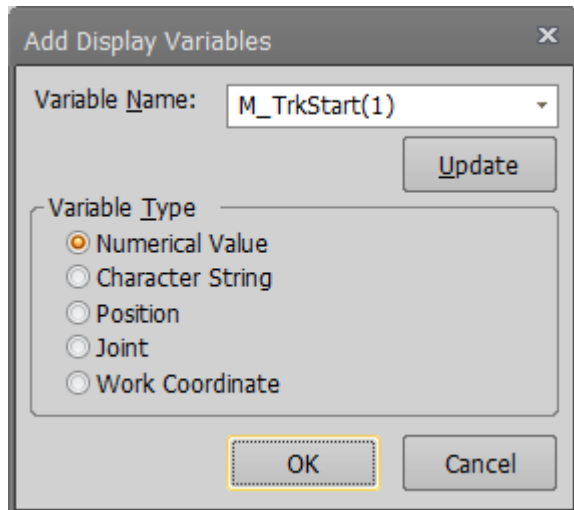 Add Display Variables
Variable Name: M_TrkStart(1)
Update
Variable Type
Numerical Value
Character String
Position
Joint
Work Coordinate
OK Cancel